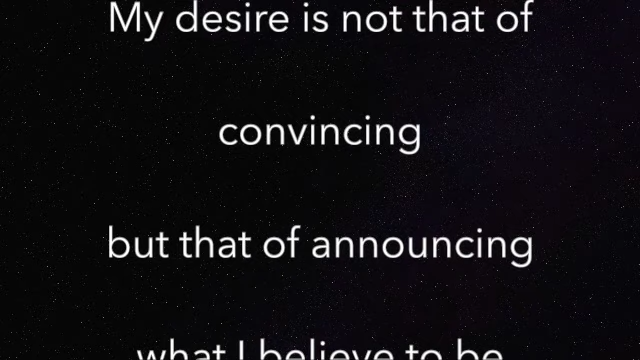 My desire is not that of
convincing
but that of announcing
what I believe to be